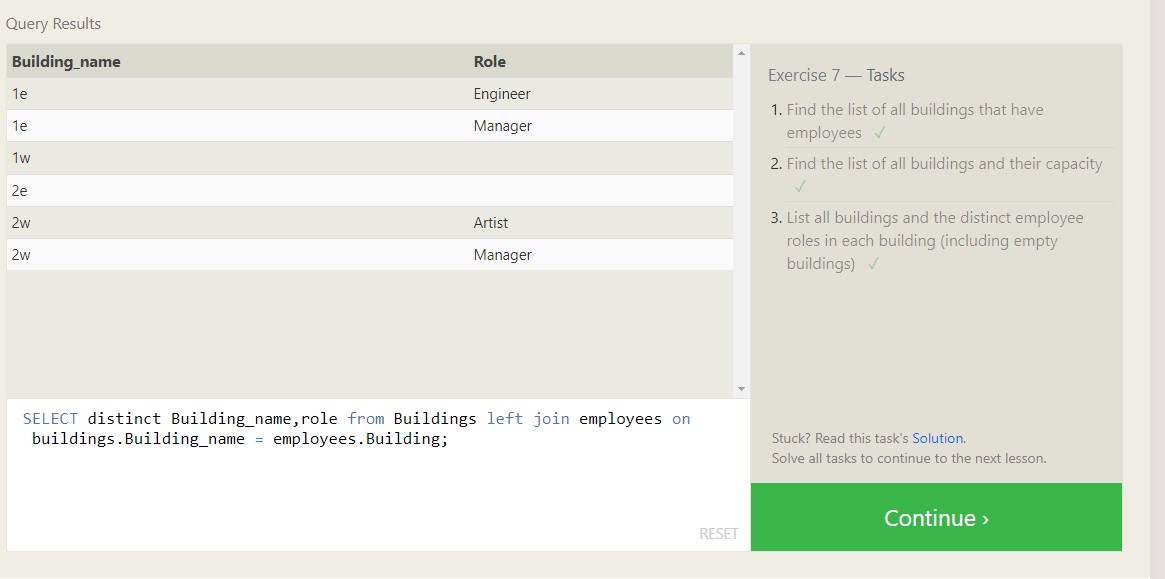 Query Results
Building_name Role
1e Engineer
1e Manager
1w
2e
2w Artist
2w Manager
SELECT distinct Building_name,role from Buildings left join employees on
buildings.Building_name = employees.Building;
RESET
Exercise 7 — Tasks
1. Find the list of all buildings that have
employees ✓
2. Find the list of all buildings and their capacity
✓
3. List all buildings and the distinct employee
roles in each building (including empty
buildings) ✓
Stuck? Read this task's Solution.
Solve all tasks to continue to the next lesson.
Continue ›